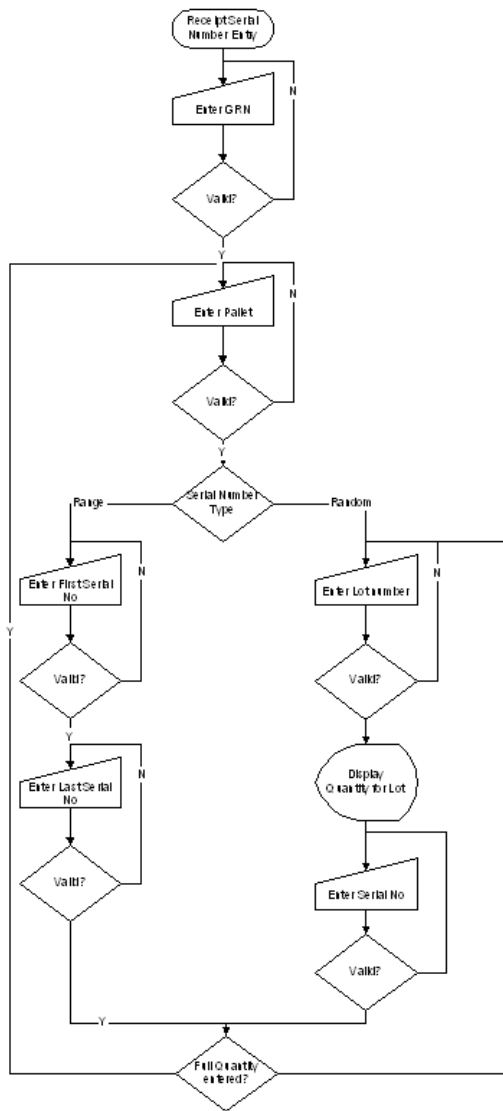 Receipt Serial
Number Entry
N
Enter GRN
Valid?
Y
N
Enter Pallet
Valid?
Y
Serial Number
Type
Range
Random
N
Enter First Serial
No
N
Enter Lot number
Y
Valid?
Valid?
Y
N
Enter Last Serial
No
Display
Quantity for Lot
Valid?
Enter Serial No
Valid?
Y
Full Quantity
entered?